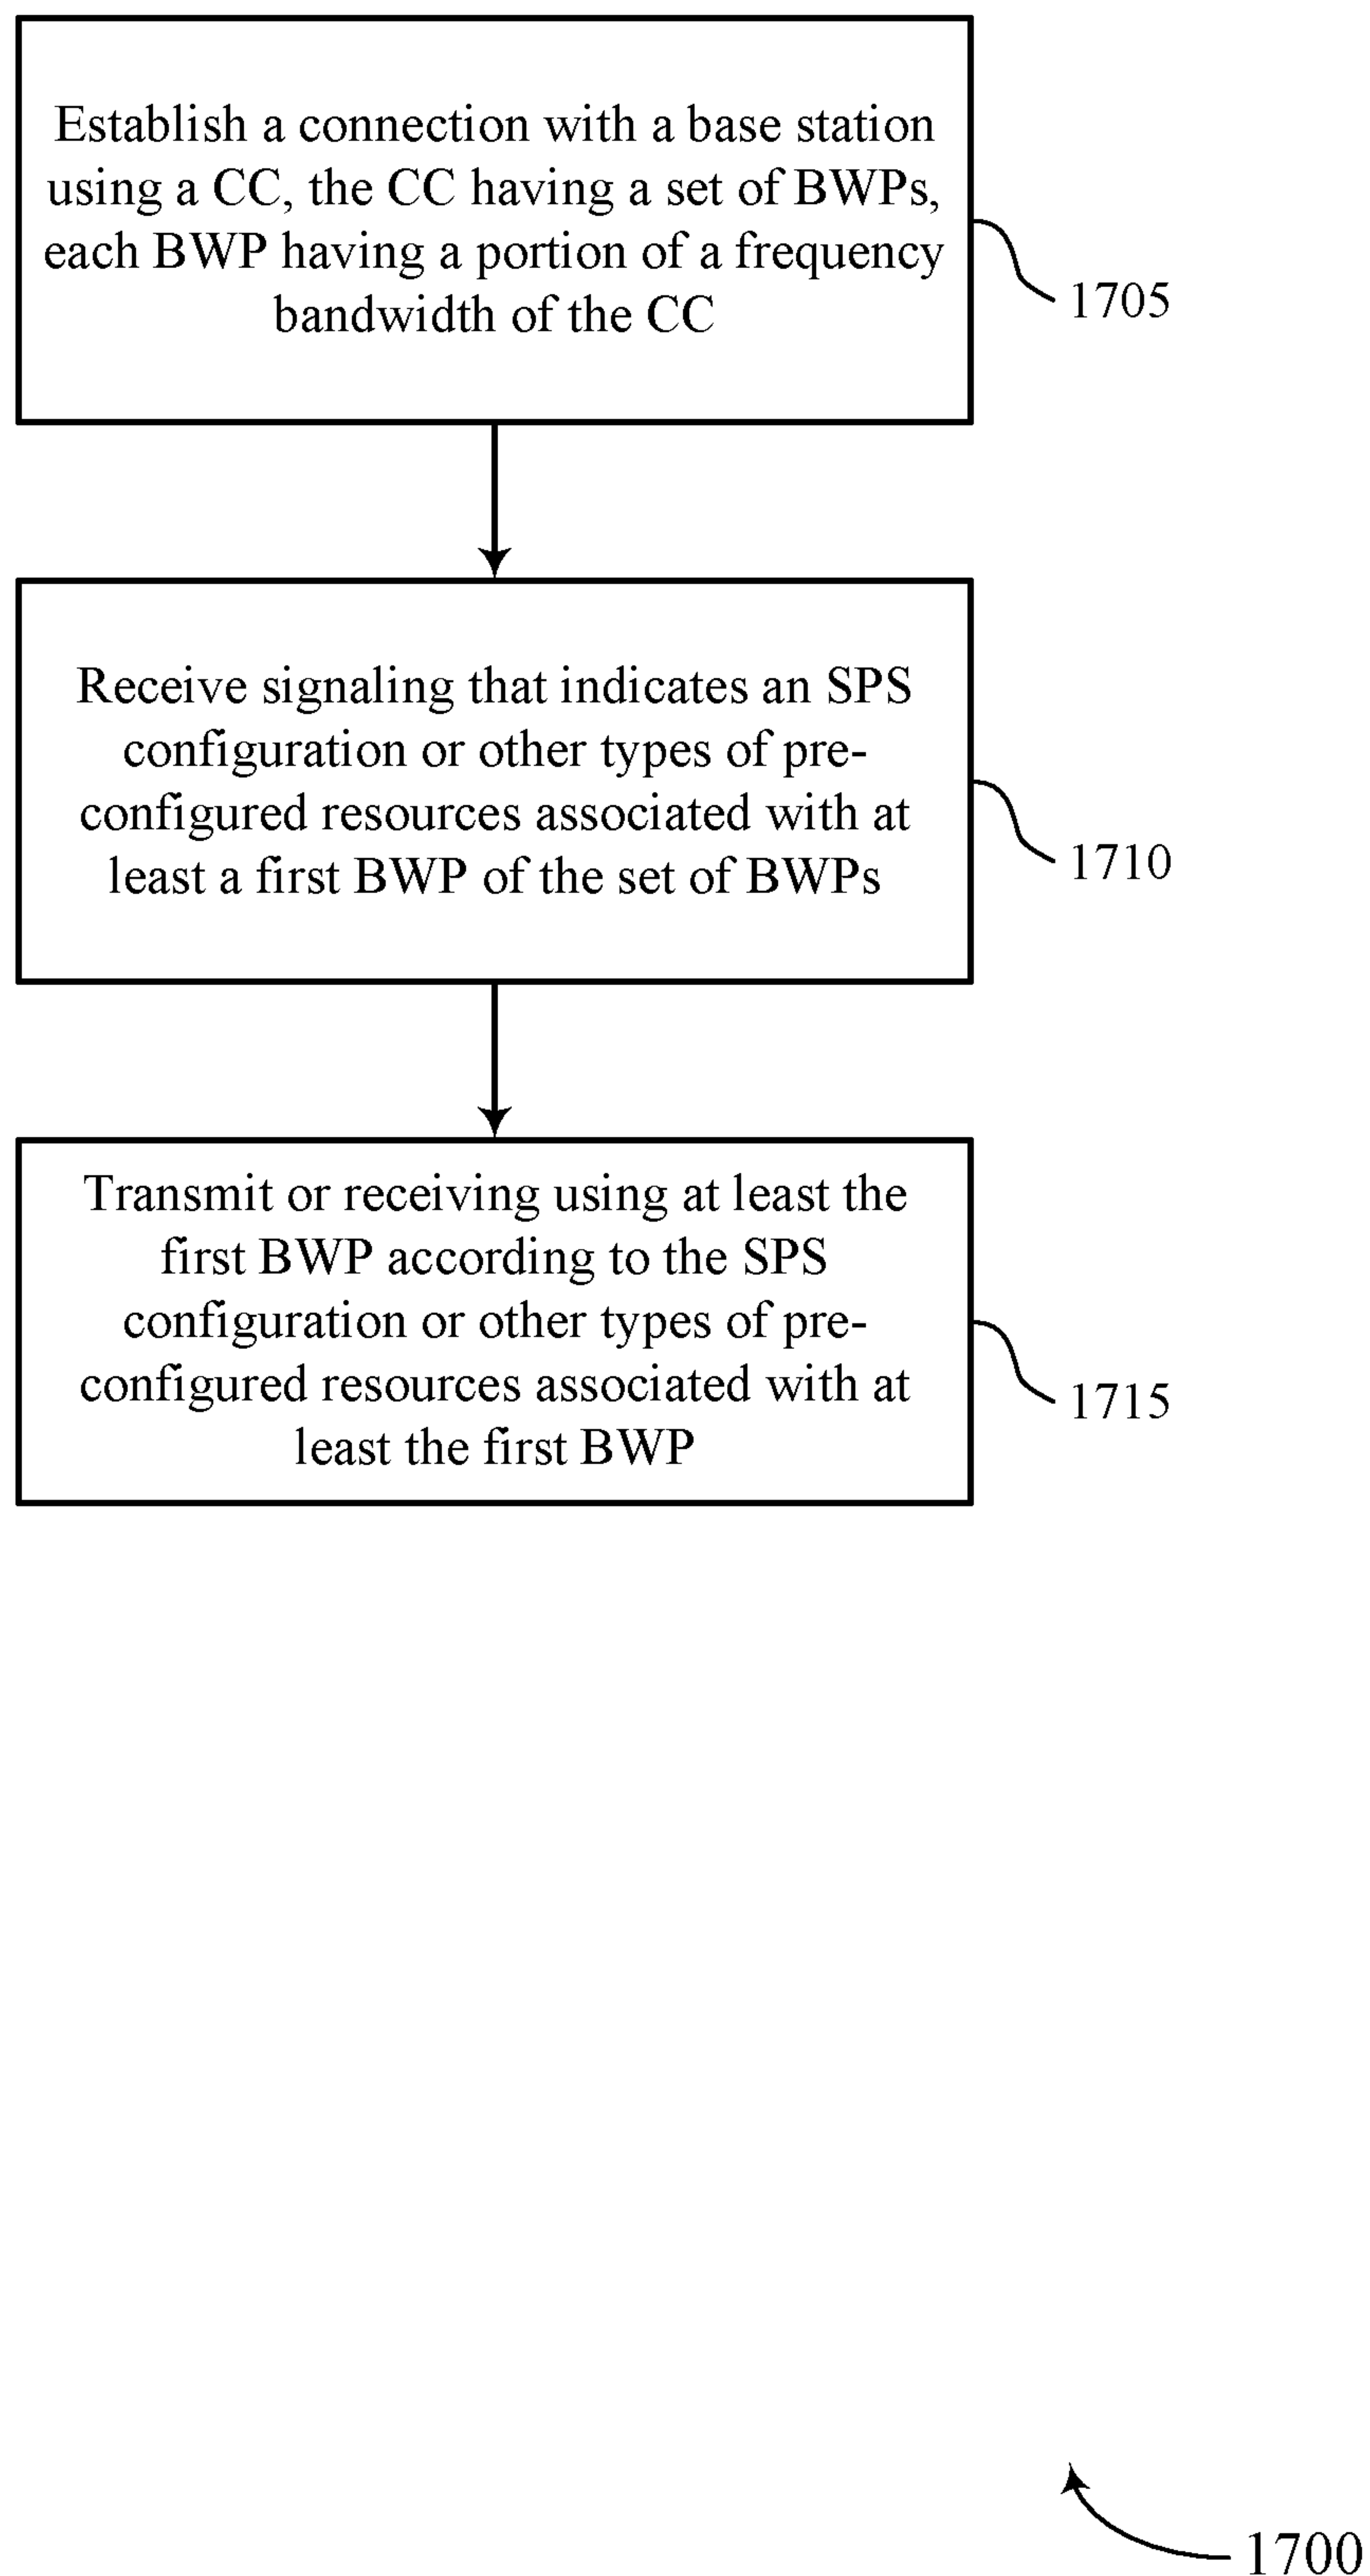 Establish a connection with a base station
using a CC, the CC having a set of BWPs,
each BWP having a portion of a frequency
bandwidth of the CC
1705
Receive signaling that indicates an SPS
configuration or other types of pre-
configured resources associated with at
least a first BWP of the set of BWPs
1710
Transmit or receiving using at least the
first BWP according to the SPS
configuration or other types of pre-
configured resources associated with at
least the first BWP
1715
1700